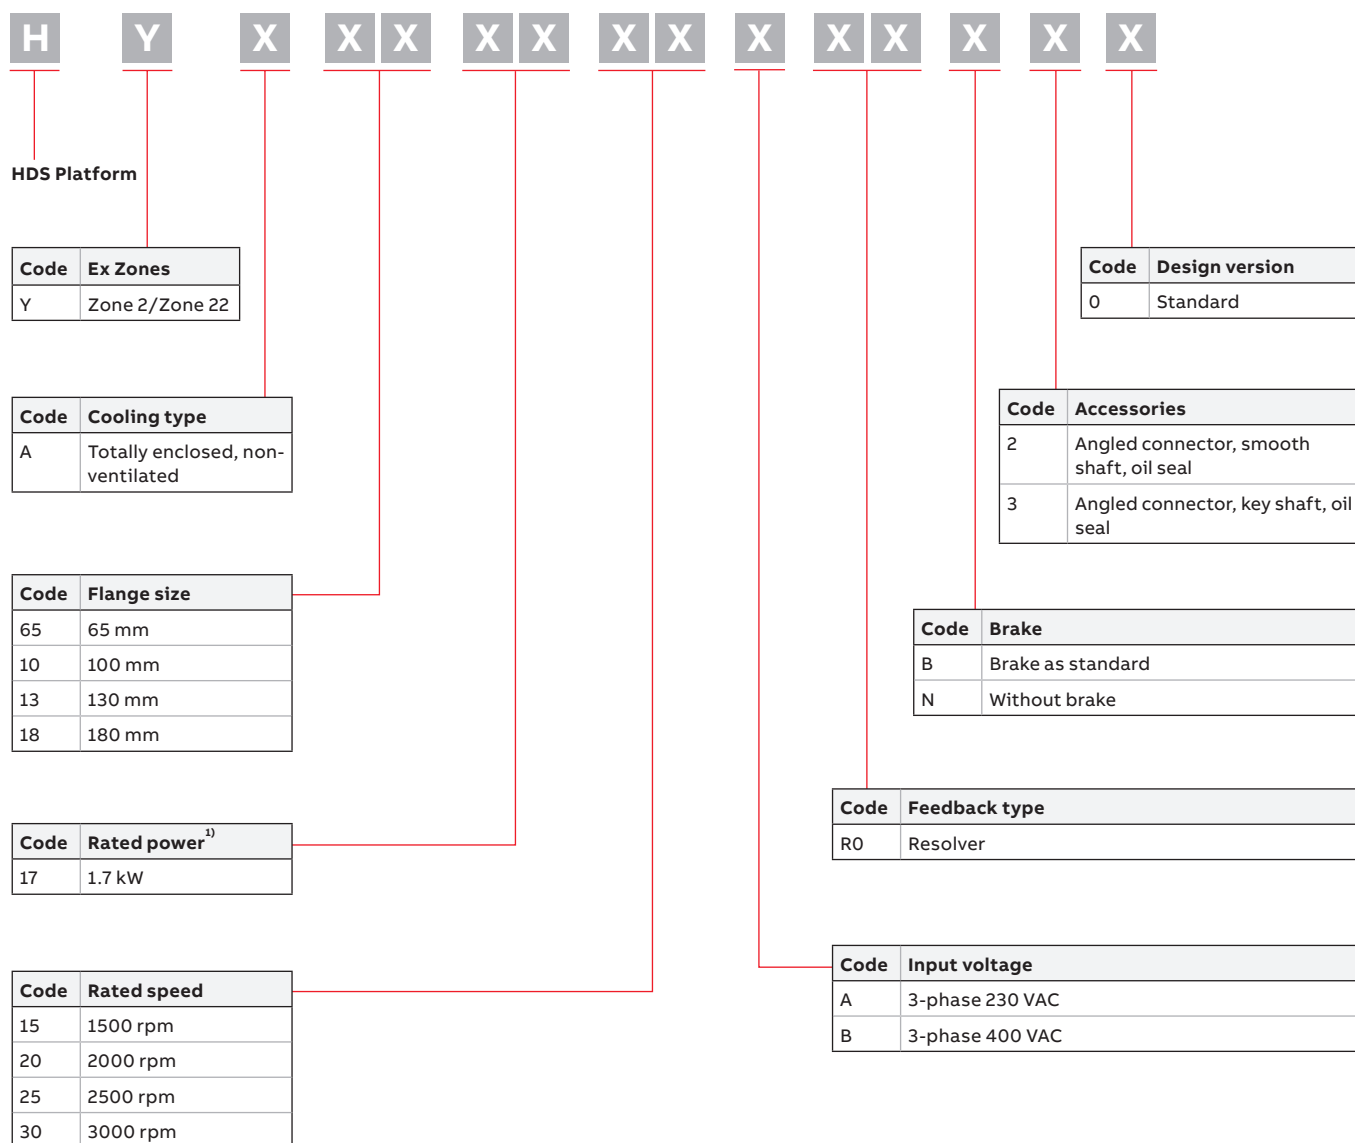 H Y X X X X X X X X X X X X X
HDS Platform
Code Ex Zones
Y Zone 2/Zone 22
Code Cooling type
A Totally enclosed, non-
ventilated
Code Flange size
65 65 mm
10 100 mm
13 130 mm
18 180 mm
Code Rated power 1)
17 1.7 kW
Code Rated speed
15 1500 rpm
20 2000 rpm
25 2500 rpm
30 3000 rpm
Code Design version
0 Standard
Code Accessories
2 Angled connector, smooth
shaft, oil seal
3 Angled connector, key shaft, oil
seal
Code Brake
B Brake as standard
N Without brake
Code Feedback type
R0 Resolver
Code Input voltage
A 3-phase 230 VAC
B 3-phase 400 VAC